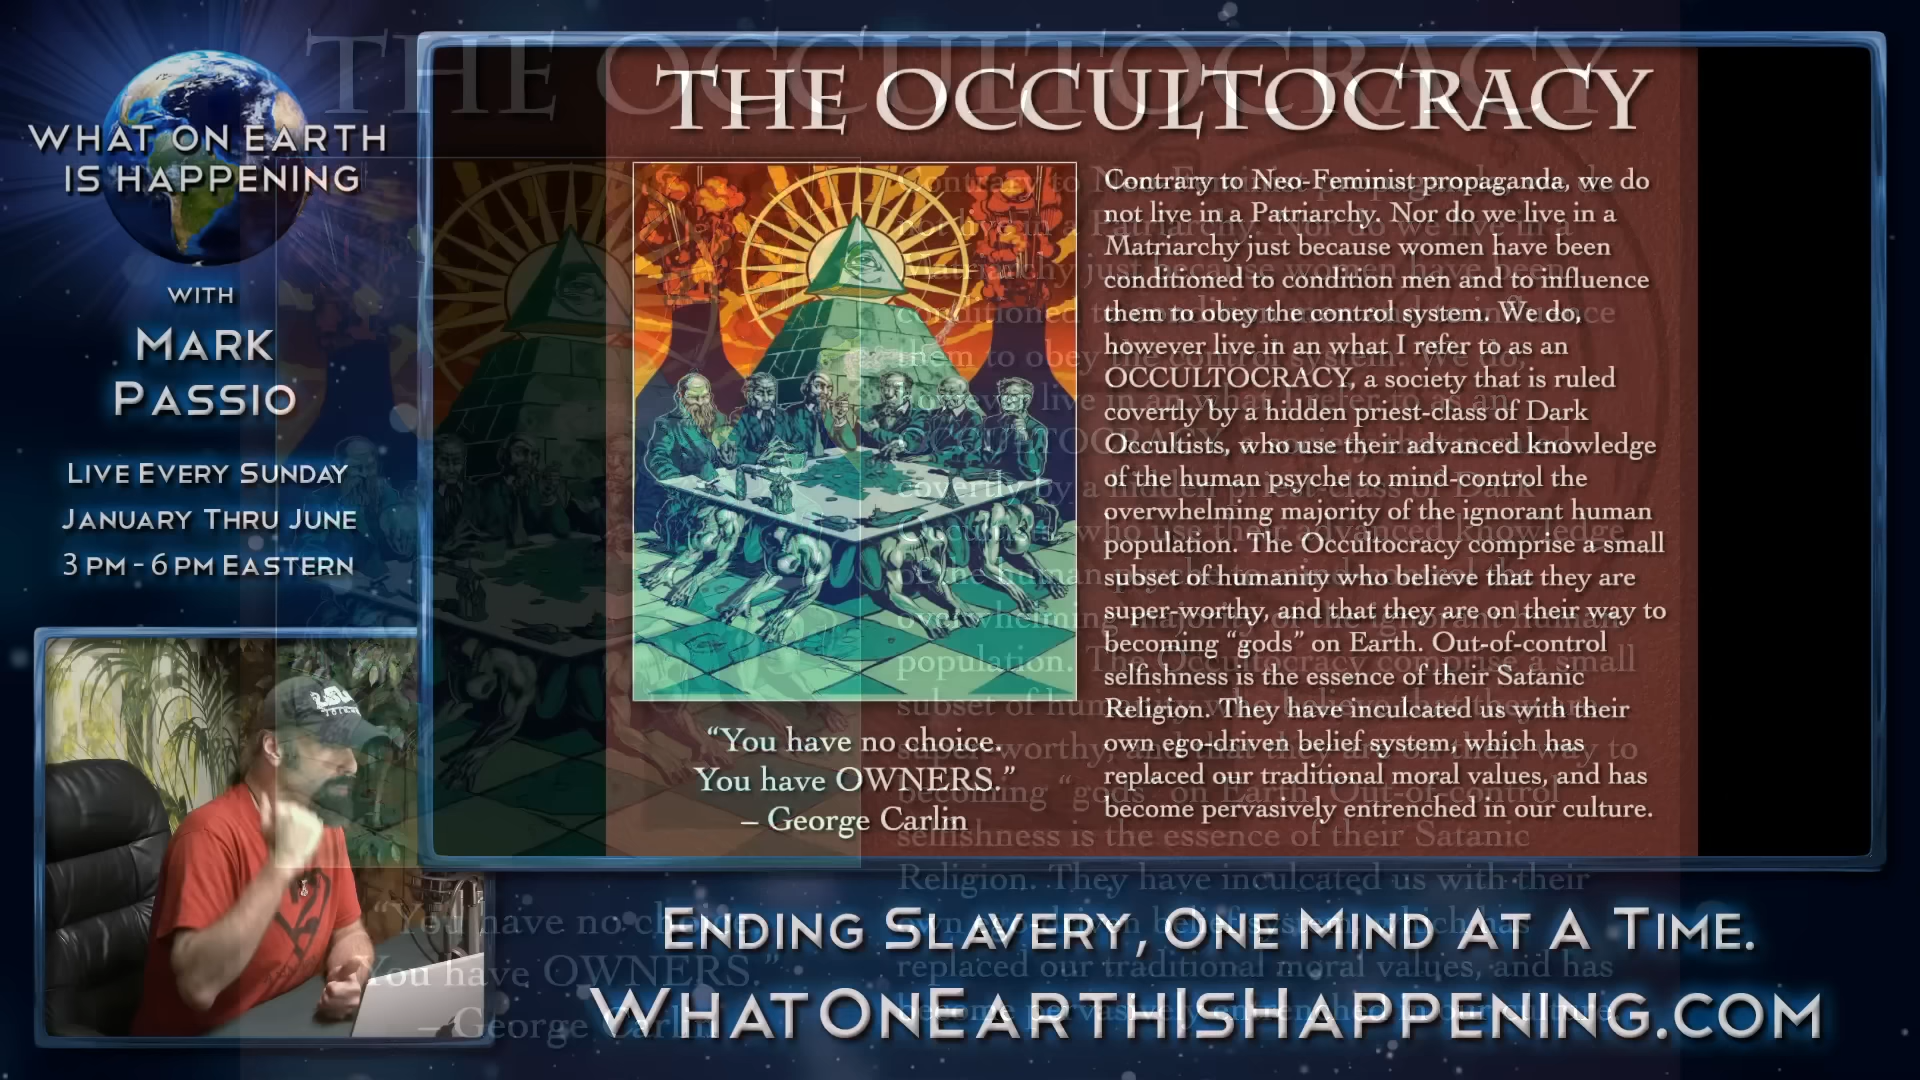 THE OCCULTOCRACY
WHAT ON EARTH
IS HAPPENING
WITH
MARK
PASSIO
LIVE EVERY SUNDAY
JANUARY THRU JUNE
3 PM - 6 PM EASTERN
Contrary to Neo-Feminist propaganda, we do
not live in a Patriarchy. Nor do we live in a
Matriarchy just because women have been
conditioned to condition men and to influence
them to obey the control system. We do,
however live in an what I refer to as an
OCCULTOCRACY, a society that is ruled
covertly by a hidden priest-class of Dark
Occultists, who use their advanced knowledge
of the human psyche to mind-control the
overwhelming majority of the ignorant human
population. The Occultocracy comprise a small
subset of humanity who believe that they are
super-worthy, and that they are on their way to
becoming “gods” on Earth. Out-of-control
selfishness is the essence of their Satanic
Religion. They have inculcated us with their
own ego-driven belief system, which has
replaced our traditional moral values, and has
become pervasively entrenched in our culture.
“You have no choice.
You have OWNERS.”
– George Carlin
ENDING SLAVERY, ONE MIND AT A TIME.
WHATONEARTHISHAPPENING.COM